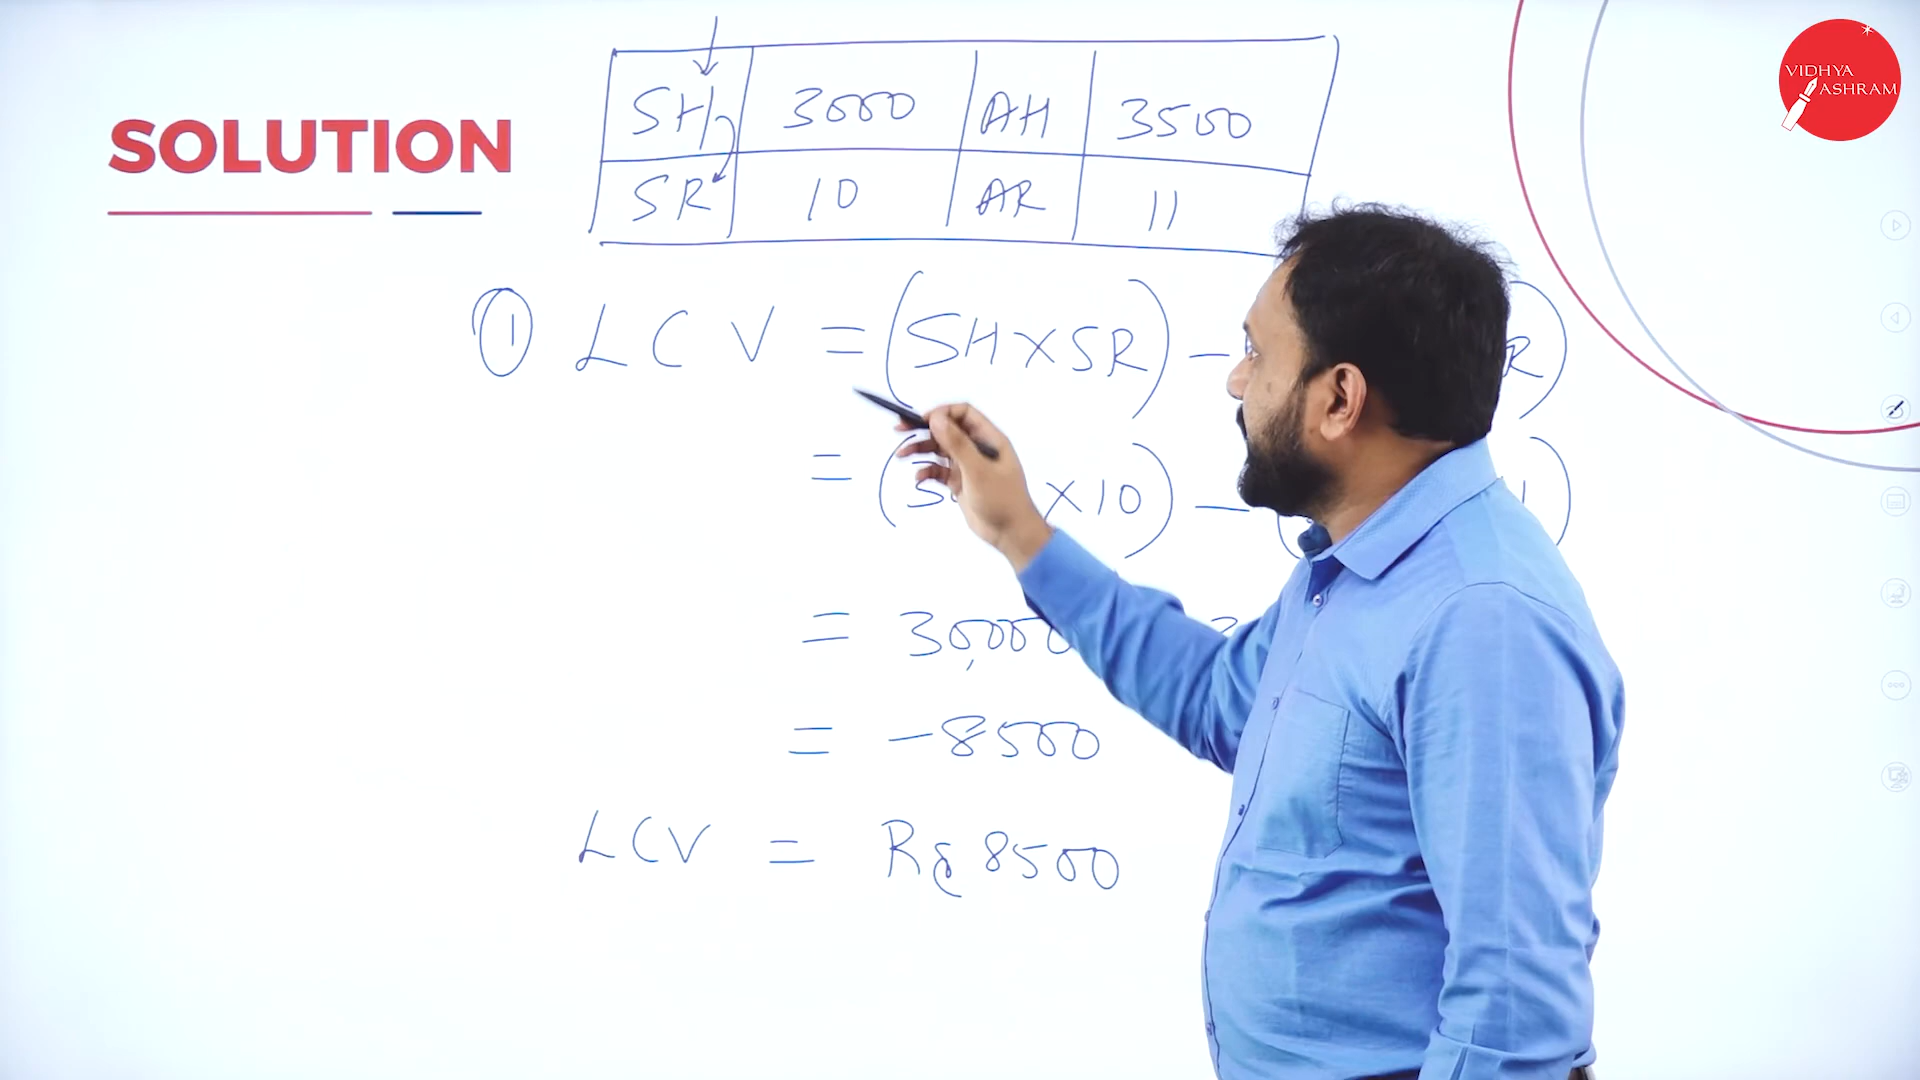 VIDHYA
ASHRAM
SOLUTION
SH 3000 AH 3500
SR 10 AR 11
① LCV = (SH×SR) - R)
= ( ×10) -
= 30,000
= -8500
LCV = Rs 8500